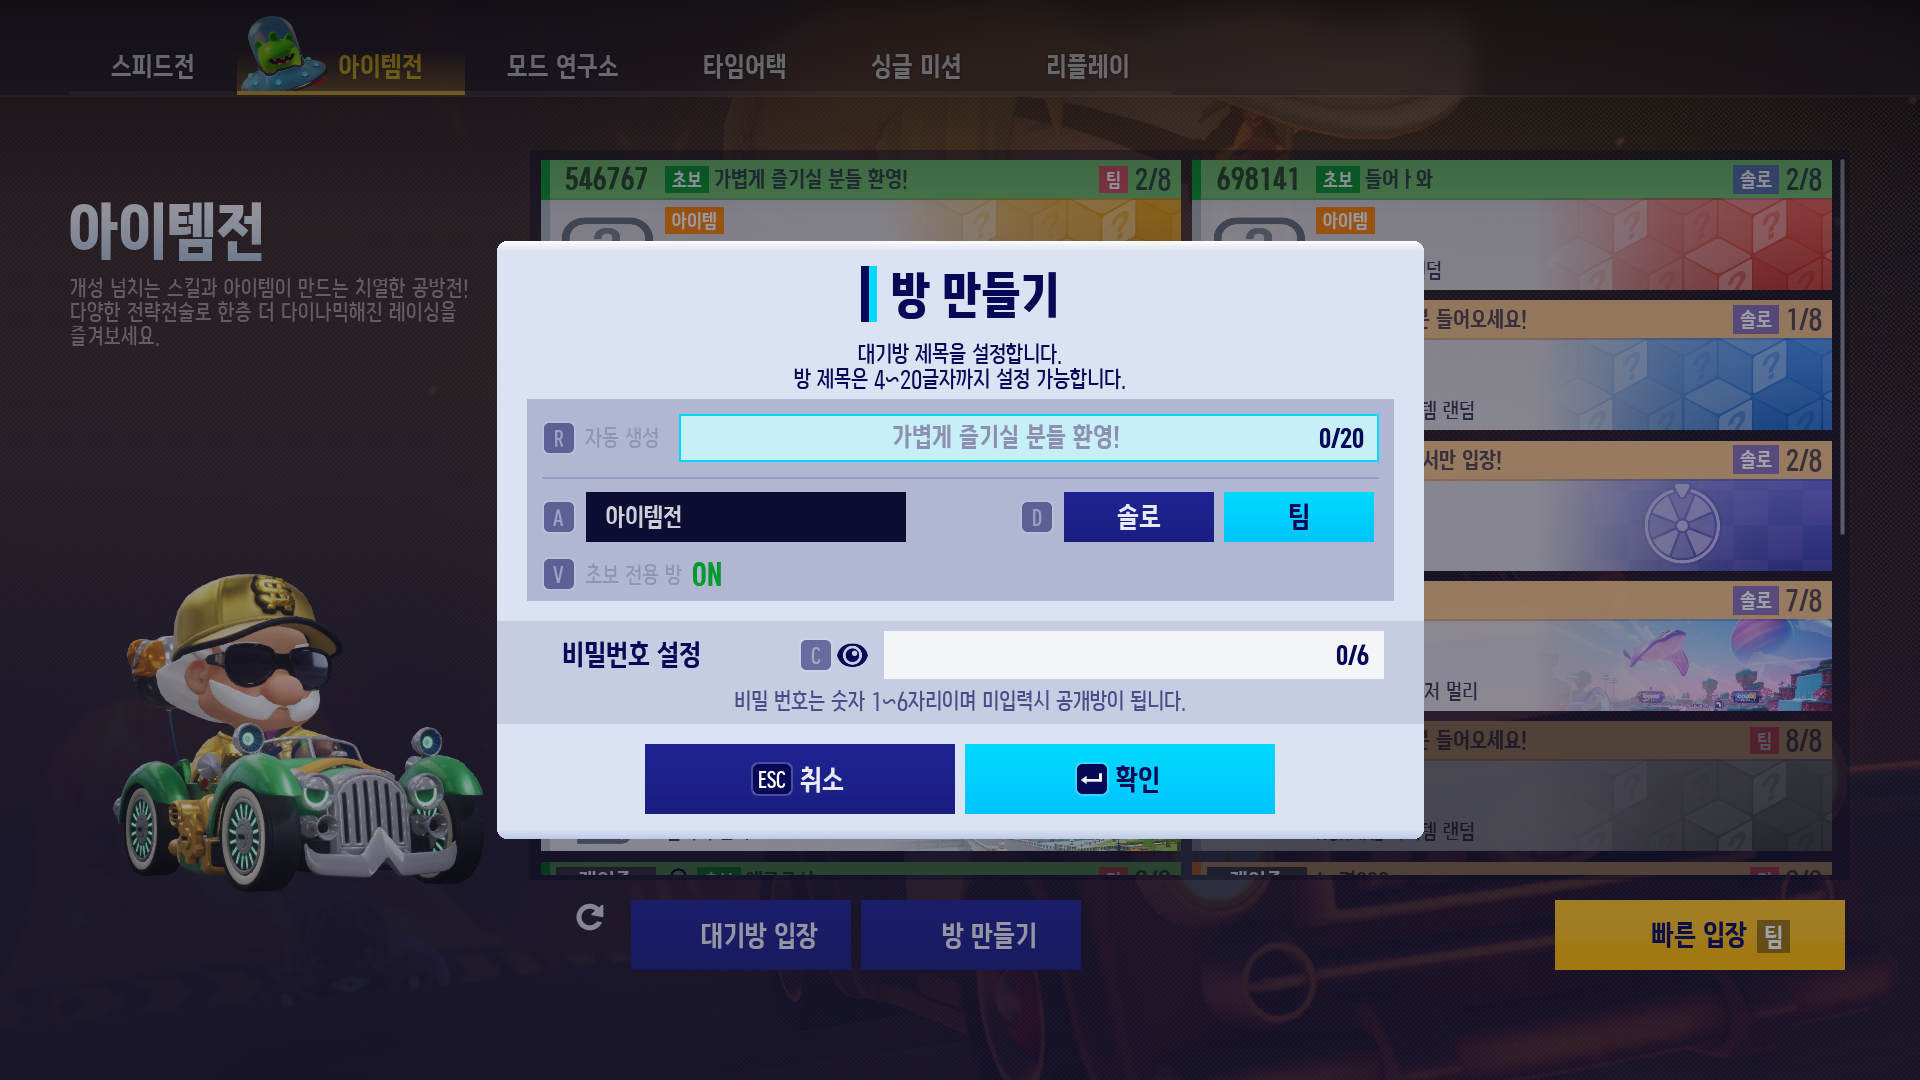 스피드전
아이템전
모드 연구소
타임어택
싱글 미션
리플레이
아이템전
개성 넘치는 스킬과 아이템이 만드는 치열한 공방전!
다양한 전략전술로 한층 더 다이나믹해진 레이싱을
즐겨보세요.
546767 초보 가볍게 즐기실 분들 환영! 팀 2/8
아이템
698141 초보 들어ㅏ와 솔로 2/8
아이템
덤
들어오세요! 솔로 1/8
템 랜덤
서만 입장! 솔로 2/8
솔로 7/8
저 멀리
들어오세요! 팀 8/8
템 랜덤
방 만들기
대기방 제목을 설정합니다.
방 제목은 4~20글자까지 설정 가능합니다.
R 자동 생성 가볍게 즐기실 분들 환영! 0/20
A 아이템전 D 솔로 팀
V 초보 전용 방 ON
비밀번호 설정 C 0/6
비밀 번호는 숫자 1~6자리이며 미입력시 공개방이 됩니다.
ESC 취소
확인
대기방 입장
방 만들기
빠른 입장 팀